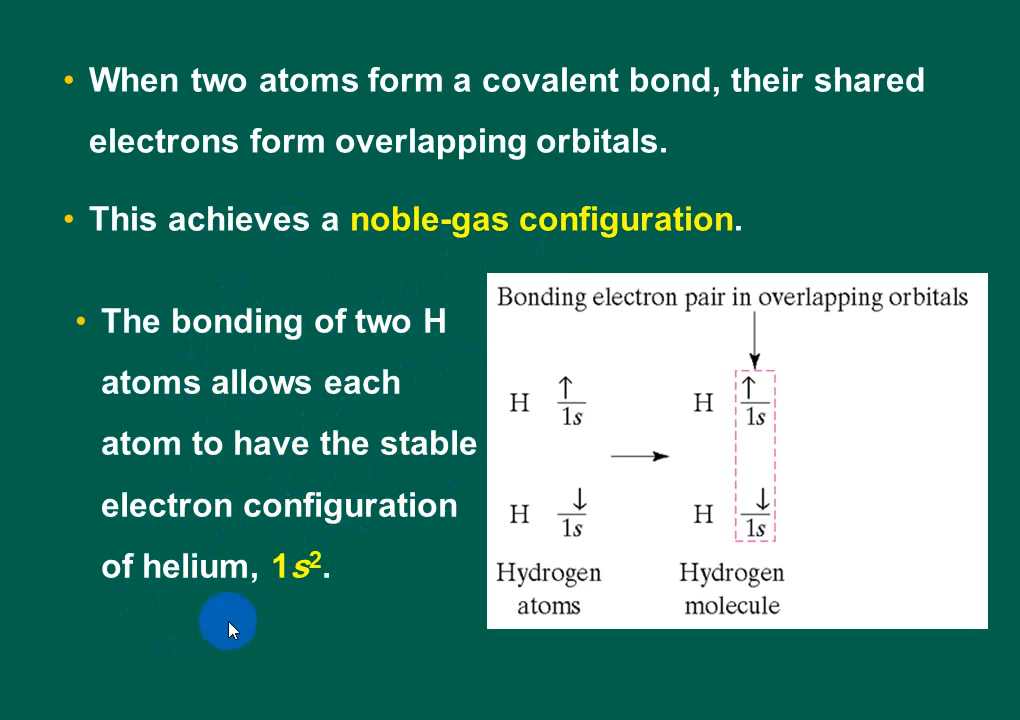 • When two atoms form a covalent bond, their shared
electrons form overlapping orbitals.
• This achieves a noble-gas configuration.
• The bonding of two H
atoms allows each
atom to have the stable
electron configuration
of helium, 1s².
Bonding electron pair in overlapping orbitals
H ↑ H ↑
1s 1s
H ↓ H ↓
1s 1s
Hydrogen Hydrogen
atoms molecule